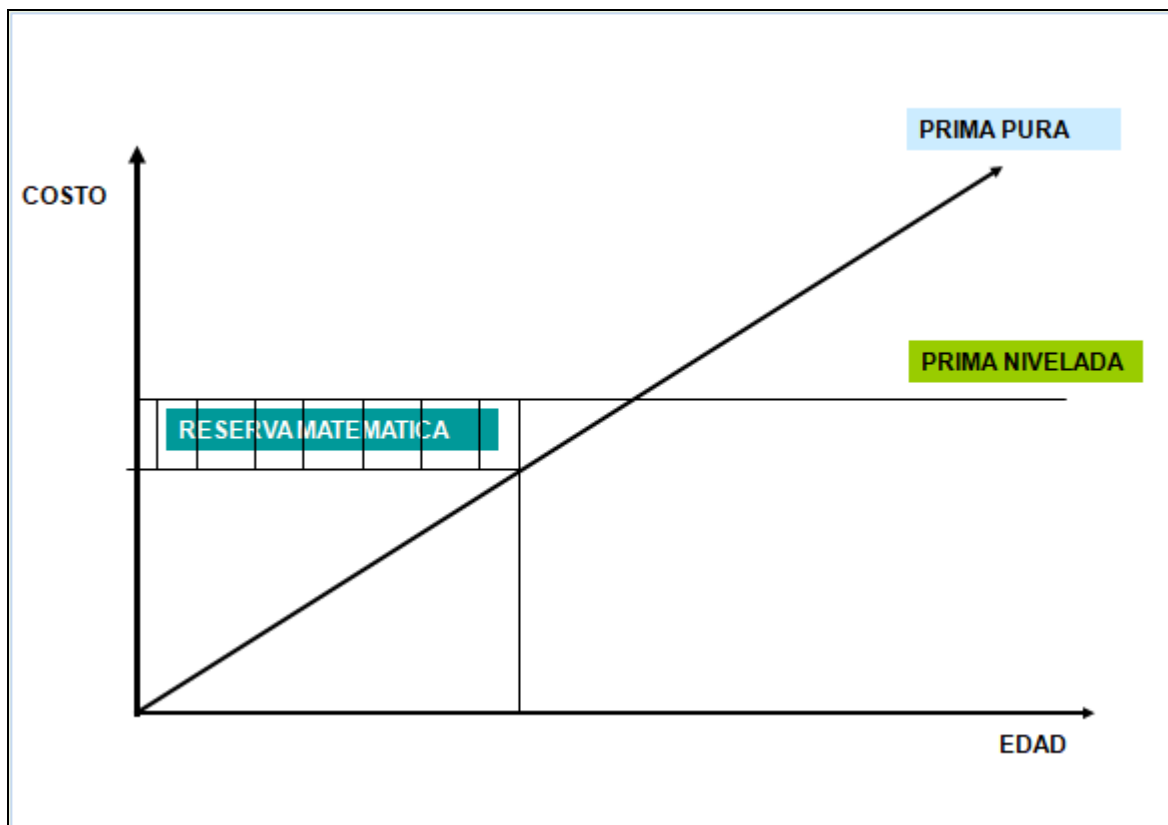 PRIMA PURA
COSTO
PRIMA NIVELADA
RESERVA MATEMATICA
EDAD